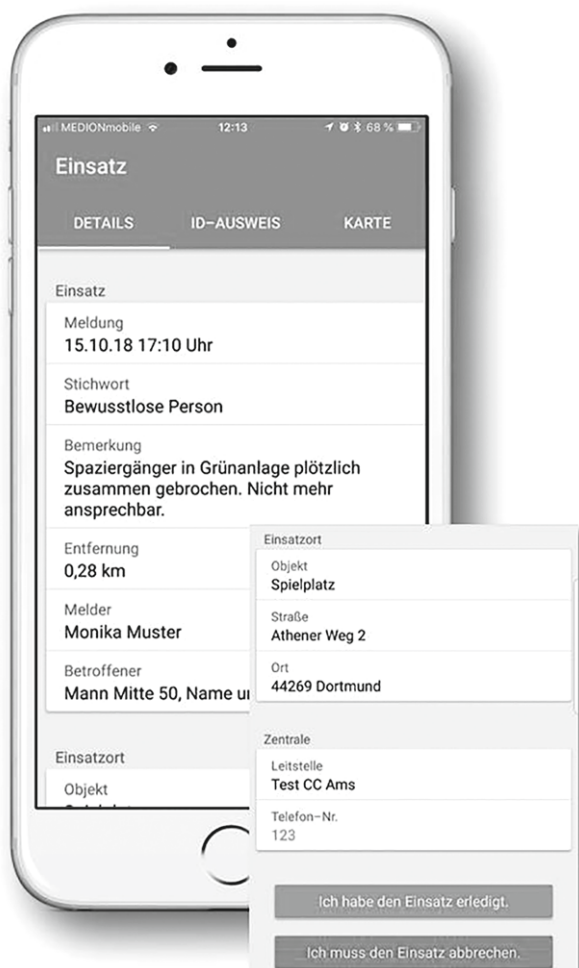 MEDIONmobile
12:13
68 %
Einsatz
DETAILS
ID-AUSWEIS
KARTE
Einsatz
Meldung
15.10.18 17:10 Uhr
Stichwort
Bewusstlose Person
Bemerkung
Spaziergänger in Grünanlage plötzlich
zusammen gebrochen. Nicht mehr
ansprechbar.
Entfernung
0,28 km
Melder
Monika Muster
Betroffener
Mann Mitte 50, Name
Einsatzort
Objekt
Einsatzort
Objekt
Spielplatz
Straße
Athener Weg 2
Ort
44269 Dortmund
Zentrale
Leitstelle
Test CC Ams
Telefon-Nr.
123
Ich habe den Einsatz erledigt.
Ich muss den Einsatz abbrechen.